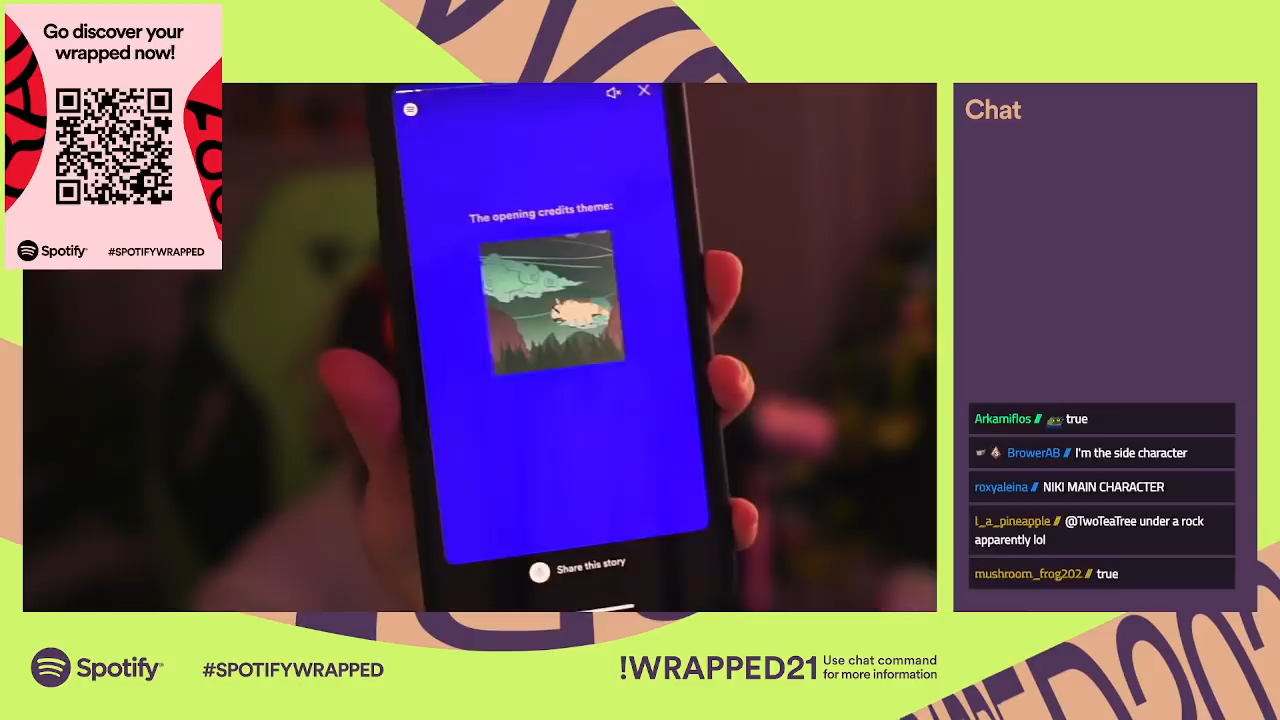 Go discover your
wrapped now!
Spotify
#SPOTIFYWRAPPED
The opening credits theme:
Share this story
Chat
Arkamiflos // true
BrowerAB // I'm the side character
roxyaleina // NIKI MAIN CHARACTER
I_a_pineapple // @TwoTeaTree under a rock
apparently lol
mushroom_frog202 // true
Spotify
#SPOTIFYWRAPPED
!WRAPPED21
Use chat command
for more information